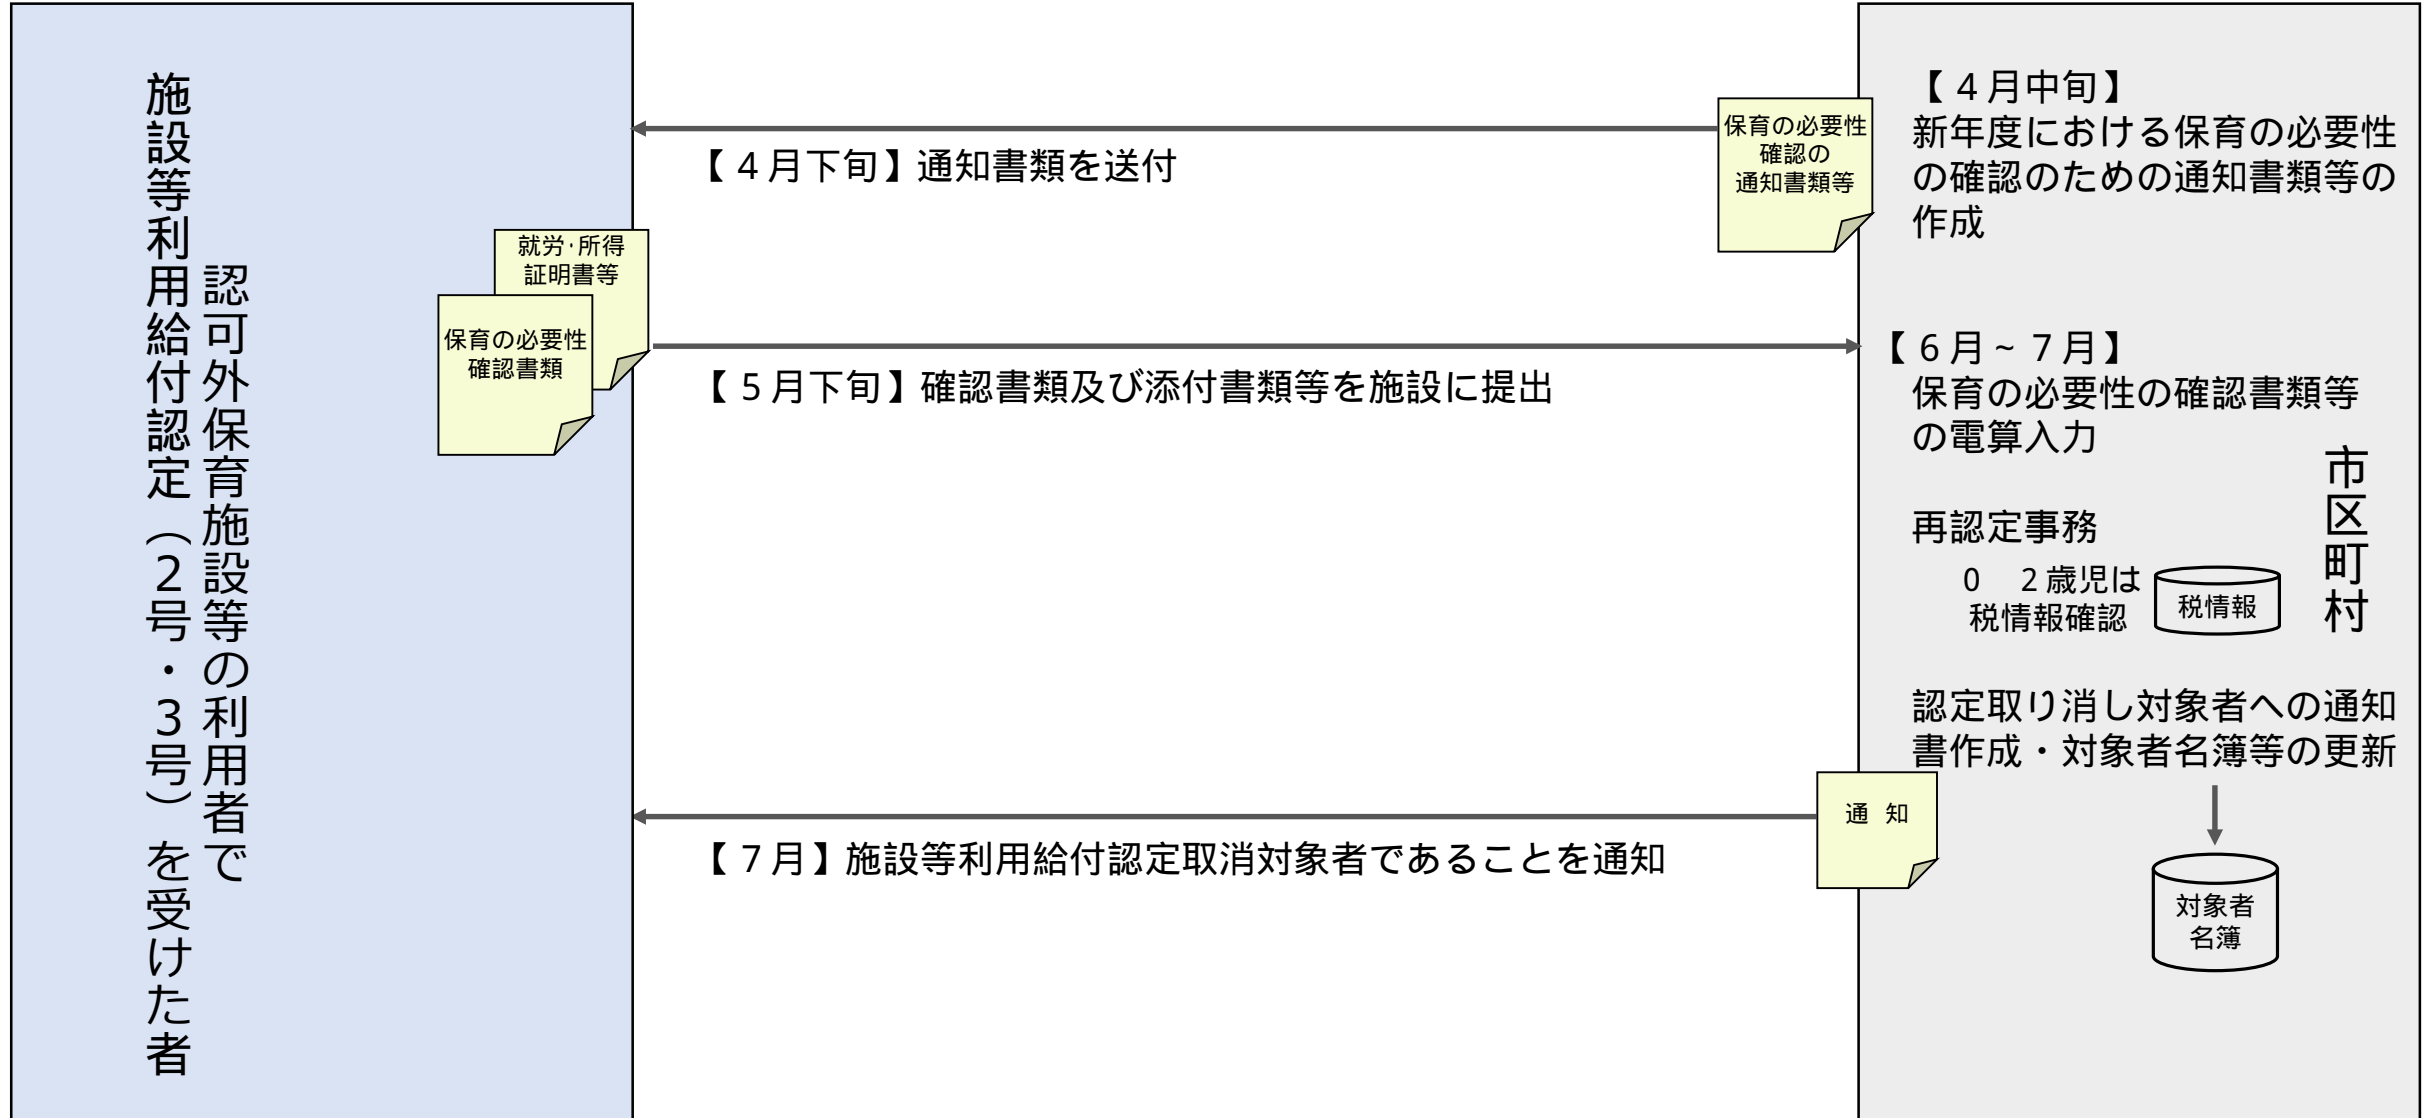 認可外保育施設等の利用者で
施設等利用給付認定（２号・３号）を受けた者
【４月下旬】通知書類を送付
保育の必要性
確認の
通知書類等
【４月中旬】
新年度における保育の必要性
の確認のための通知書類等の
作成
就労･所得
証明書等
保育の必要性
確認書類
【５月下旬】確認書類及び添付書類等を施設に提出
【６月~７月】
保育の必要性の確認書類等
の電算入力
市区町村
再認定事務
０　２歳児は
税情報確認
税情報
認定取り消し対象者への通知
書作成・対象者名簿等の更新
通 知
【７月】施設等利用給付認定取消対象者であることを通知
対象者
名簿